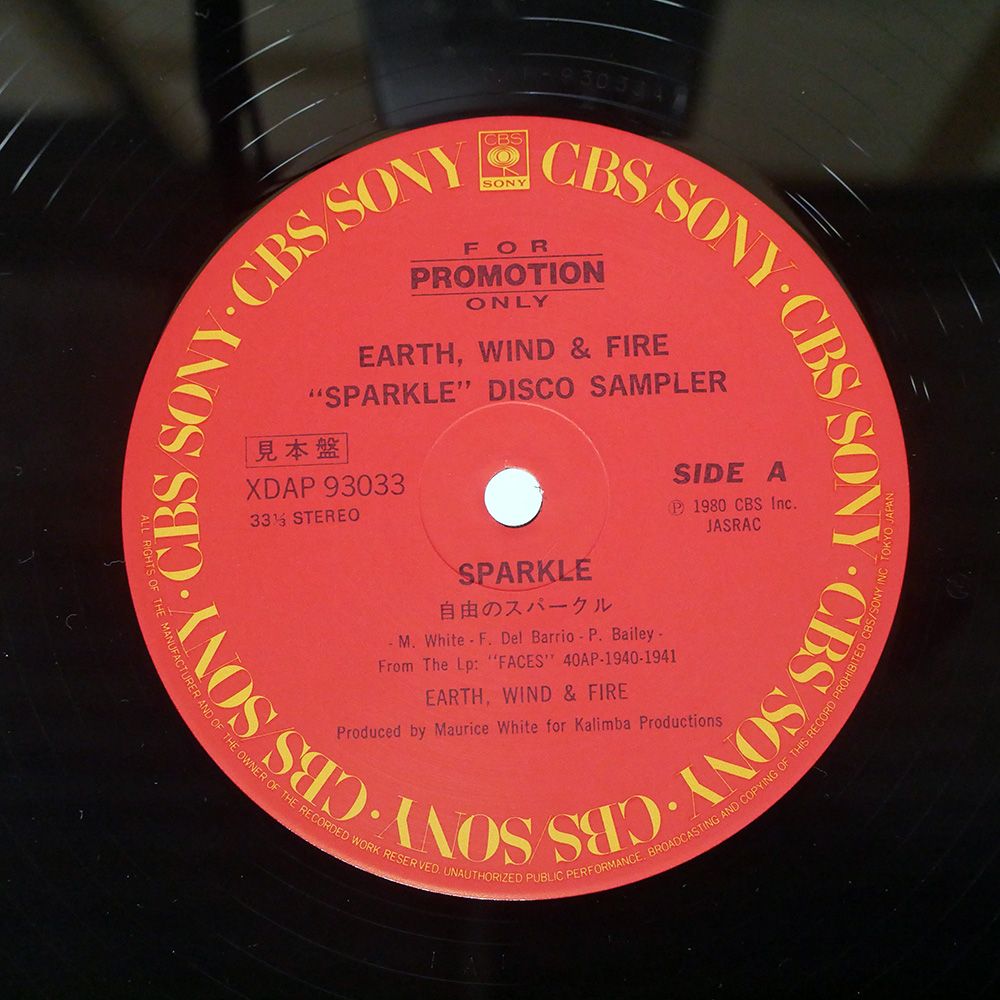 CBS
SONY
CBS/SONY · CBS/SONY · CBS/SONY · CBS/SONY · CBS/SONY · CBS/SONY · CBS/SONY · CBS/SONY
FOR
PROMOTION
ONLY
EARTH, WIND & FIRE
"SPARKLE" DISCO SAMPLER
見本盤
XDAP 93033
33⅓ STEREO
SIDE A
Ⓟ 1980 CBS Inc.
JASRAC
SPARKLE
自由のスパークル
- M. White - F. Del Barrio - P. Bailey -
From The Lp: "FACES" 40AP-1940-1941
EARTH, WIND & FIRE
Produced by Maurice White for Kalimba Productions
ALL RIGHTS OF THE MANUFACTURER AND OF THE OWNER OF THE RECORDED WORK RESERVED. UNAUTHORIZED PUBLIC PERFORMANCE. BROADCASTING AND COPYING OF THIS RECORD PROHIBITED CBS/SONY INC. TOKYO JAPAN